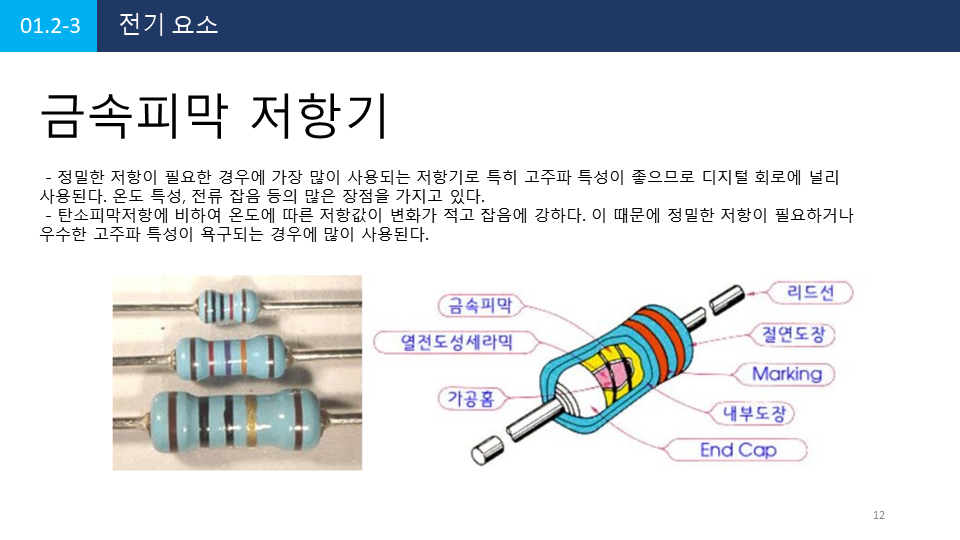 01.2-3 전기 요소
금속피막 저항기
- 정밀한 저항이 필요한 경우에 가장 많이 사용되는 저항기로 특히 고주파 특성이 좋으므로 디지털 회로에 널리
사용된다. 온도 특성, 전류 잡음 등의 많은 장점을 가지고 있다.
- 탄소피막저항에 비하여 온도에 따른 저항값이 변화가 적고 잡음에 강하다. 이 때문에 정밀한 저항이 필요하거나
우수한 고주파 특성이 욕구되는 경우에 많이 사용된다.
금속피막
열전도성세라믹
가공홈
리드선
절연도장
Marking
내부도장
End Cap
12